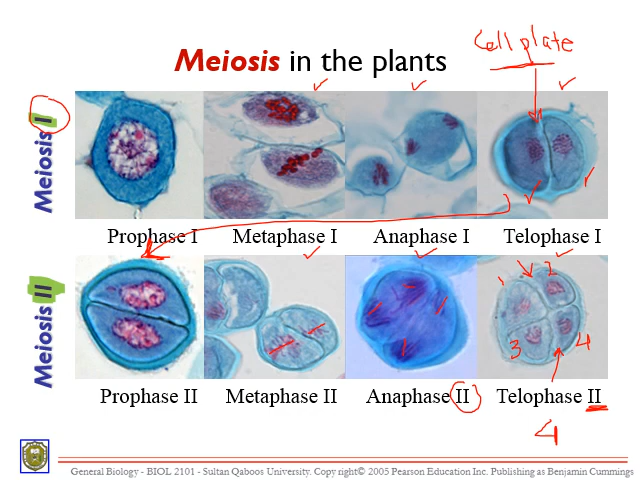 Cell plate
Meiosis in the plants
Meiosis I
Prophase I Metaphase I Anaphase I Telophase I
Meiosis II
1 2
3 4
Prophase II Metaphase II Anaphase II Telophase II
4
General Biology - BIOL 2101 - Sultan Qaboos University. Copy right© 2005 Pearson Education Inc. Publishing as Benjamin Cummings